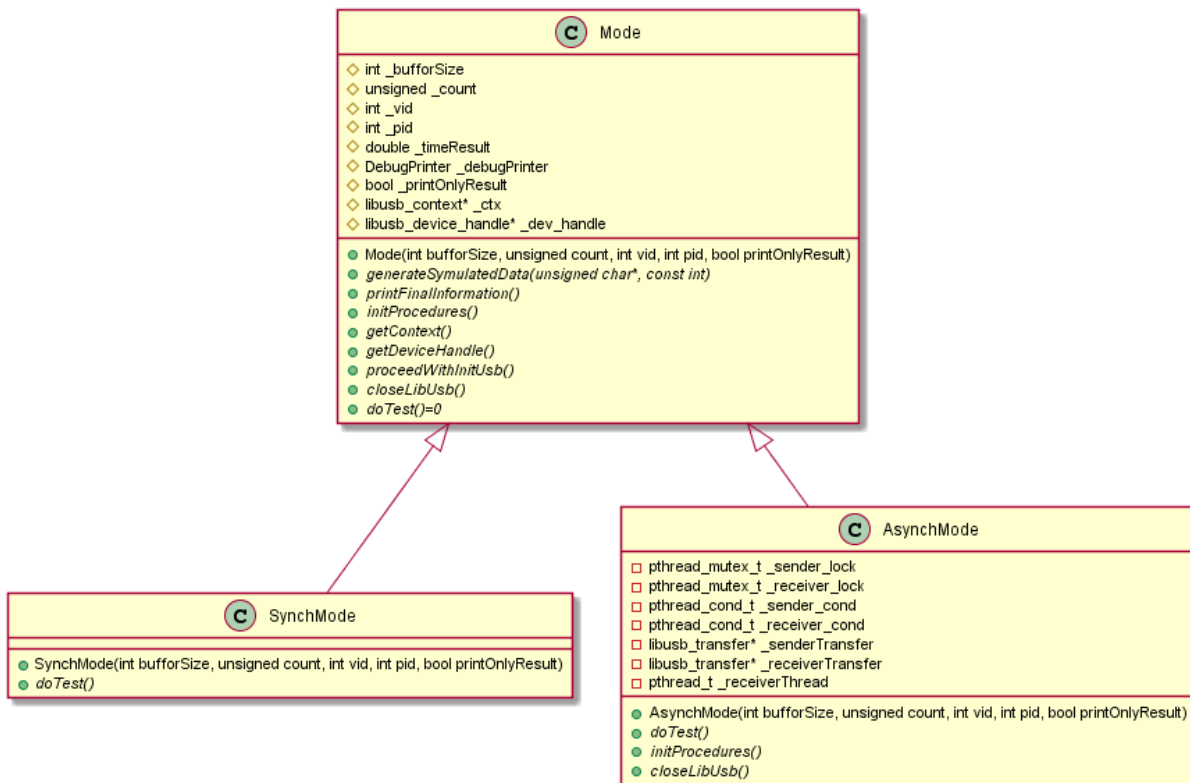 C Mode
int _bufforSize
unsigned _count
int _vid
int _pid
double _timeResult
DebugPrinter _debugPrinter
bool _printOnlyResult
libusb_context* _ctx
libusb_device_handle* _dev_handle
Mode(int bufforSize, unsigned count, int vid, int pid, bool printOnlyResult)
generateSymulatedData(unsigned char*, const int)
printFinalInformation()
initProcedures()
getContext()
getDeviceHandle()
proceedWithInitUsb()
closeLibUsb()
doTest()=0
C SynchMode
SynchMode(int bufforSize, unsigned count, int vid, int pid, bool printOnlyResult)
doTest()
C AsynchMode
pthread_mutex_t _sender_lock
pthread_mutex_t _receiver_lock
pthread_cond_t _sender_cond
pthread_cond_t _receiver_cond
libusb_transfer* _senderTransfer
libusb_transfer* _receiverTransfer
pthread_t _receiverThread
AsynchMode(int bufforSize, unsigned count, int vid, int pid, bool printOnlyResult)
doTest()
initProcedures()
closeLibUsb()